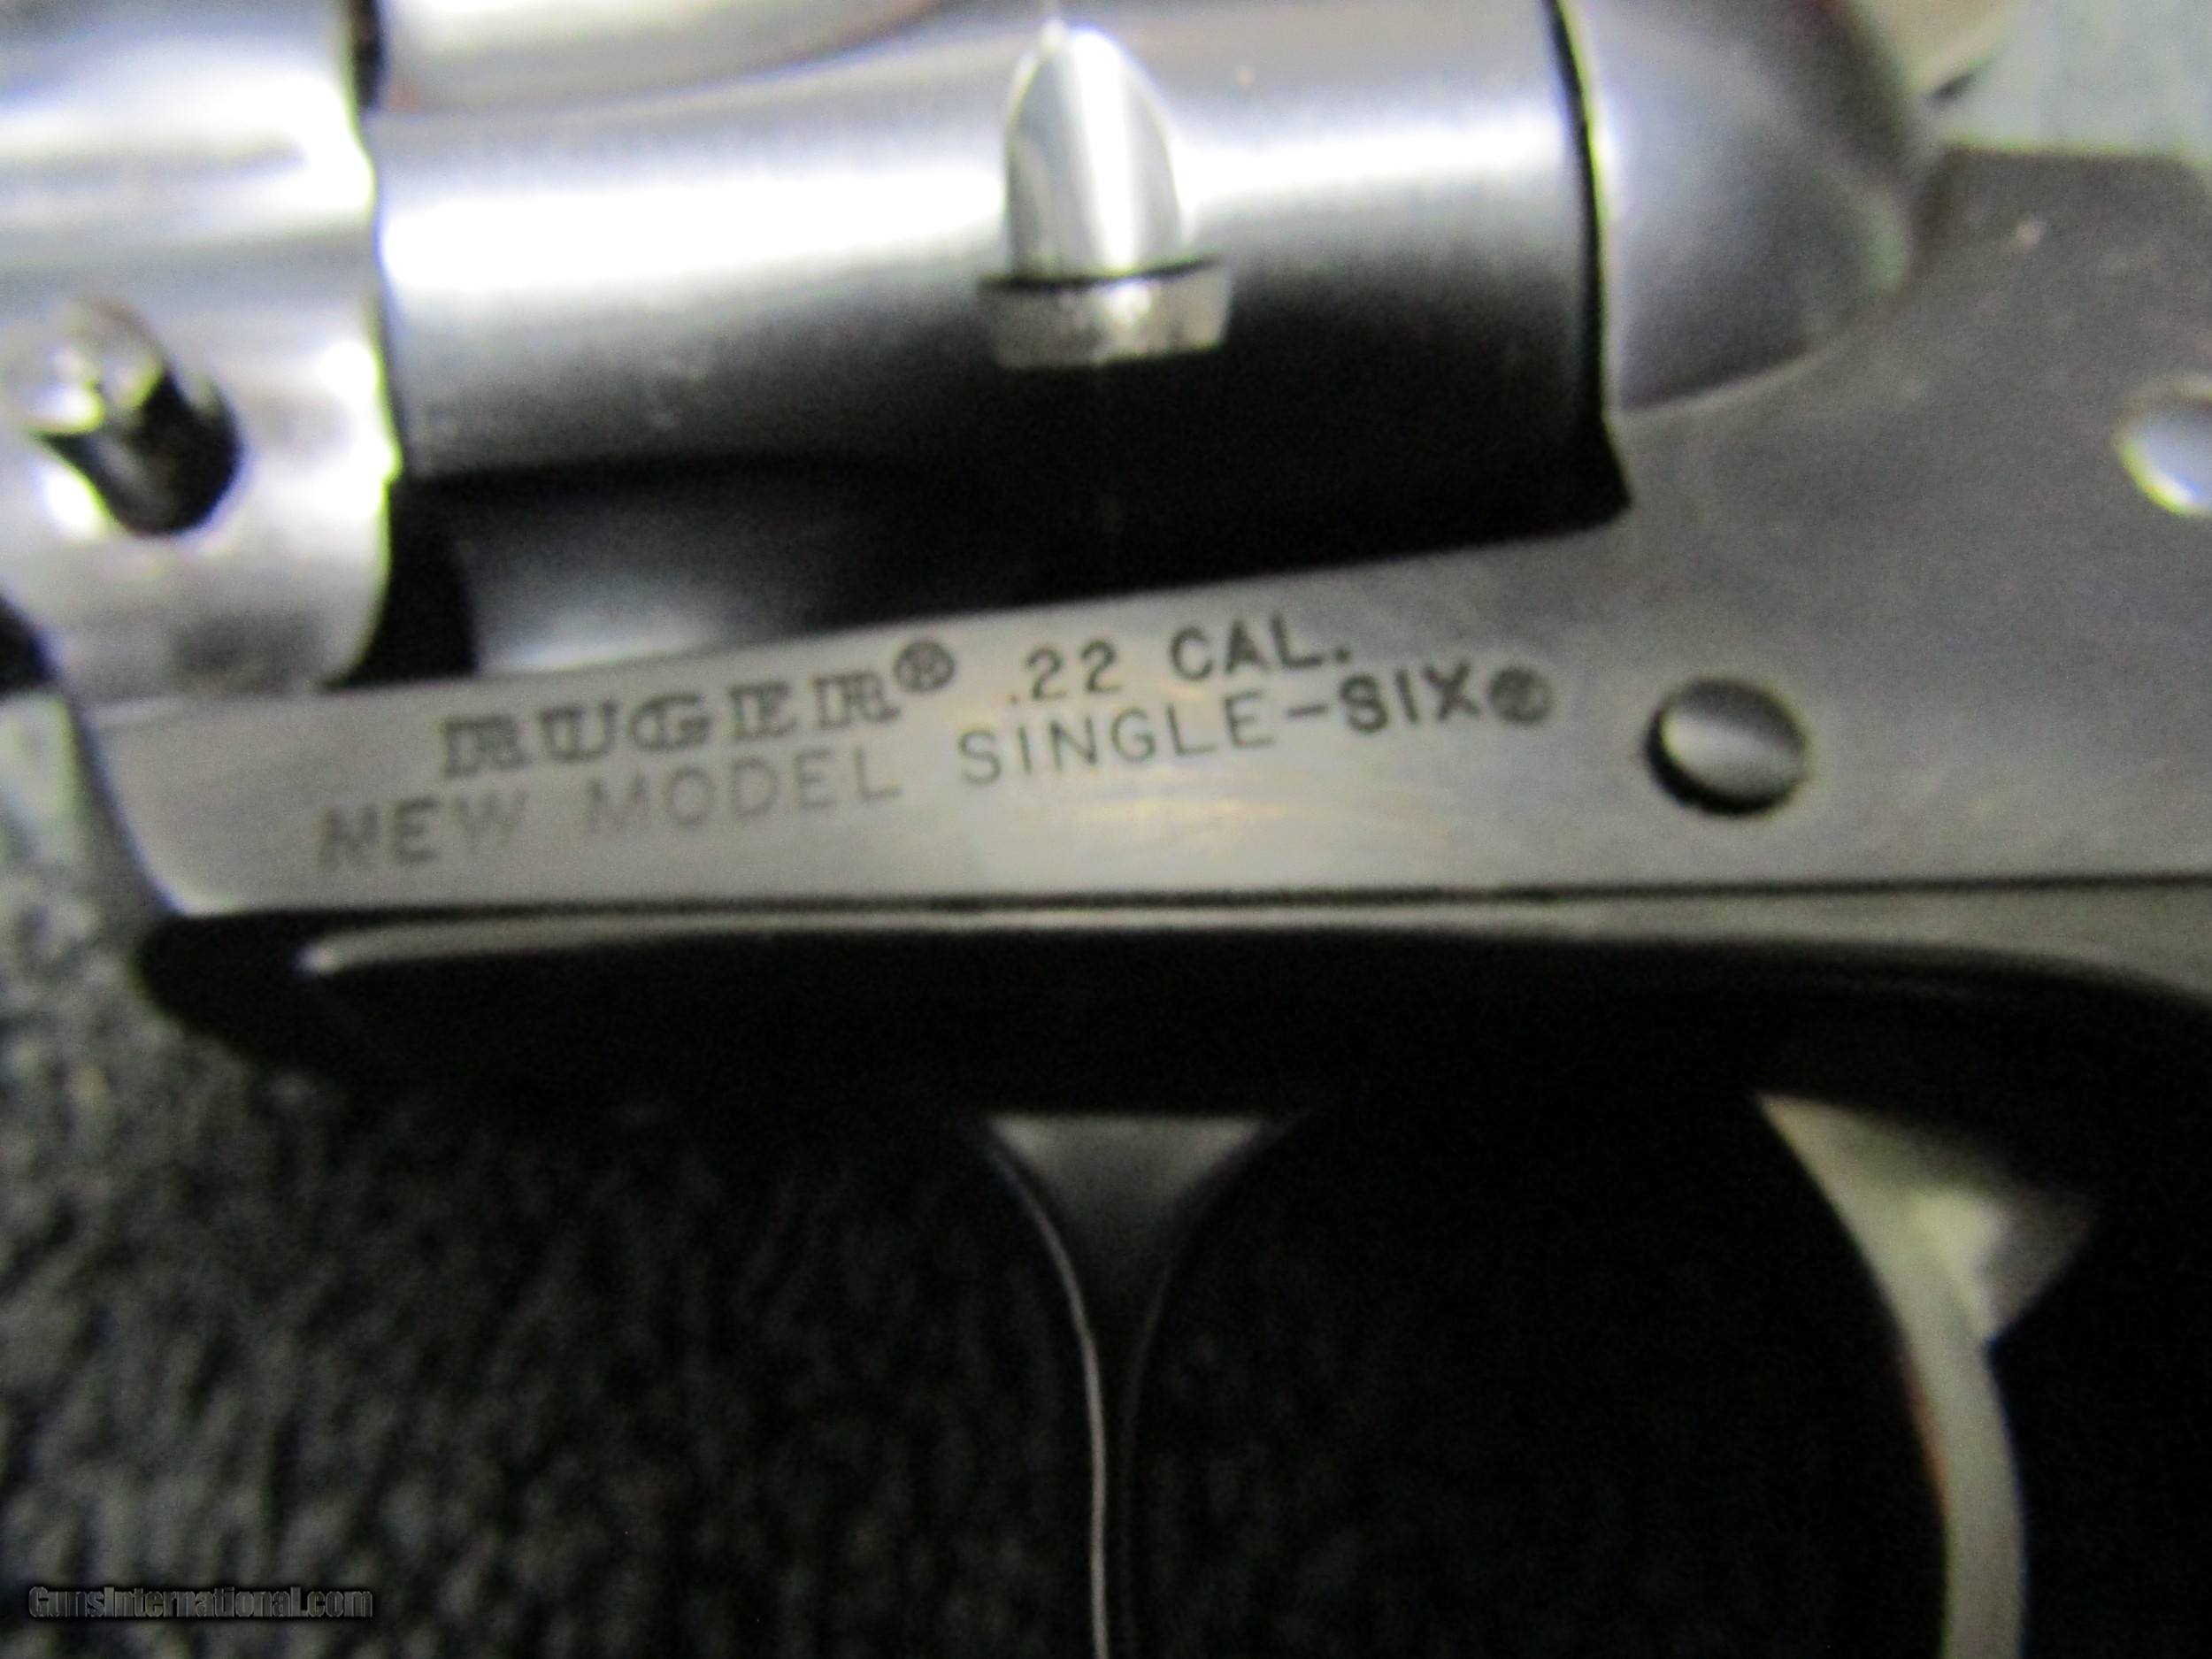 RUGER® .22 CAL.
NEW MODEL SINGLE-SIX®
GunsInternational.com